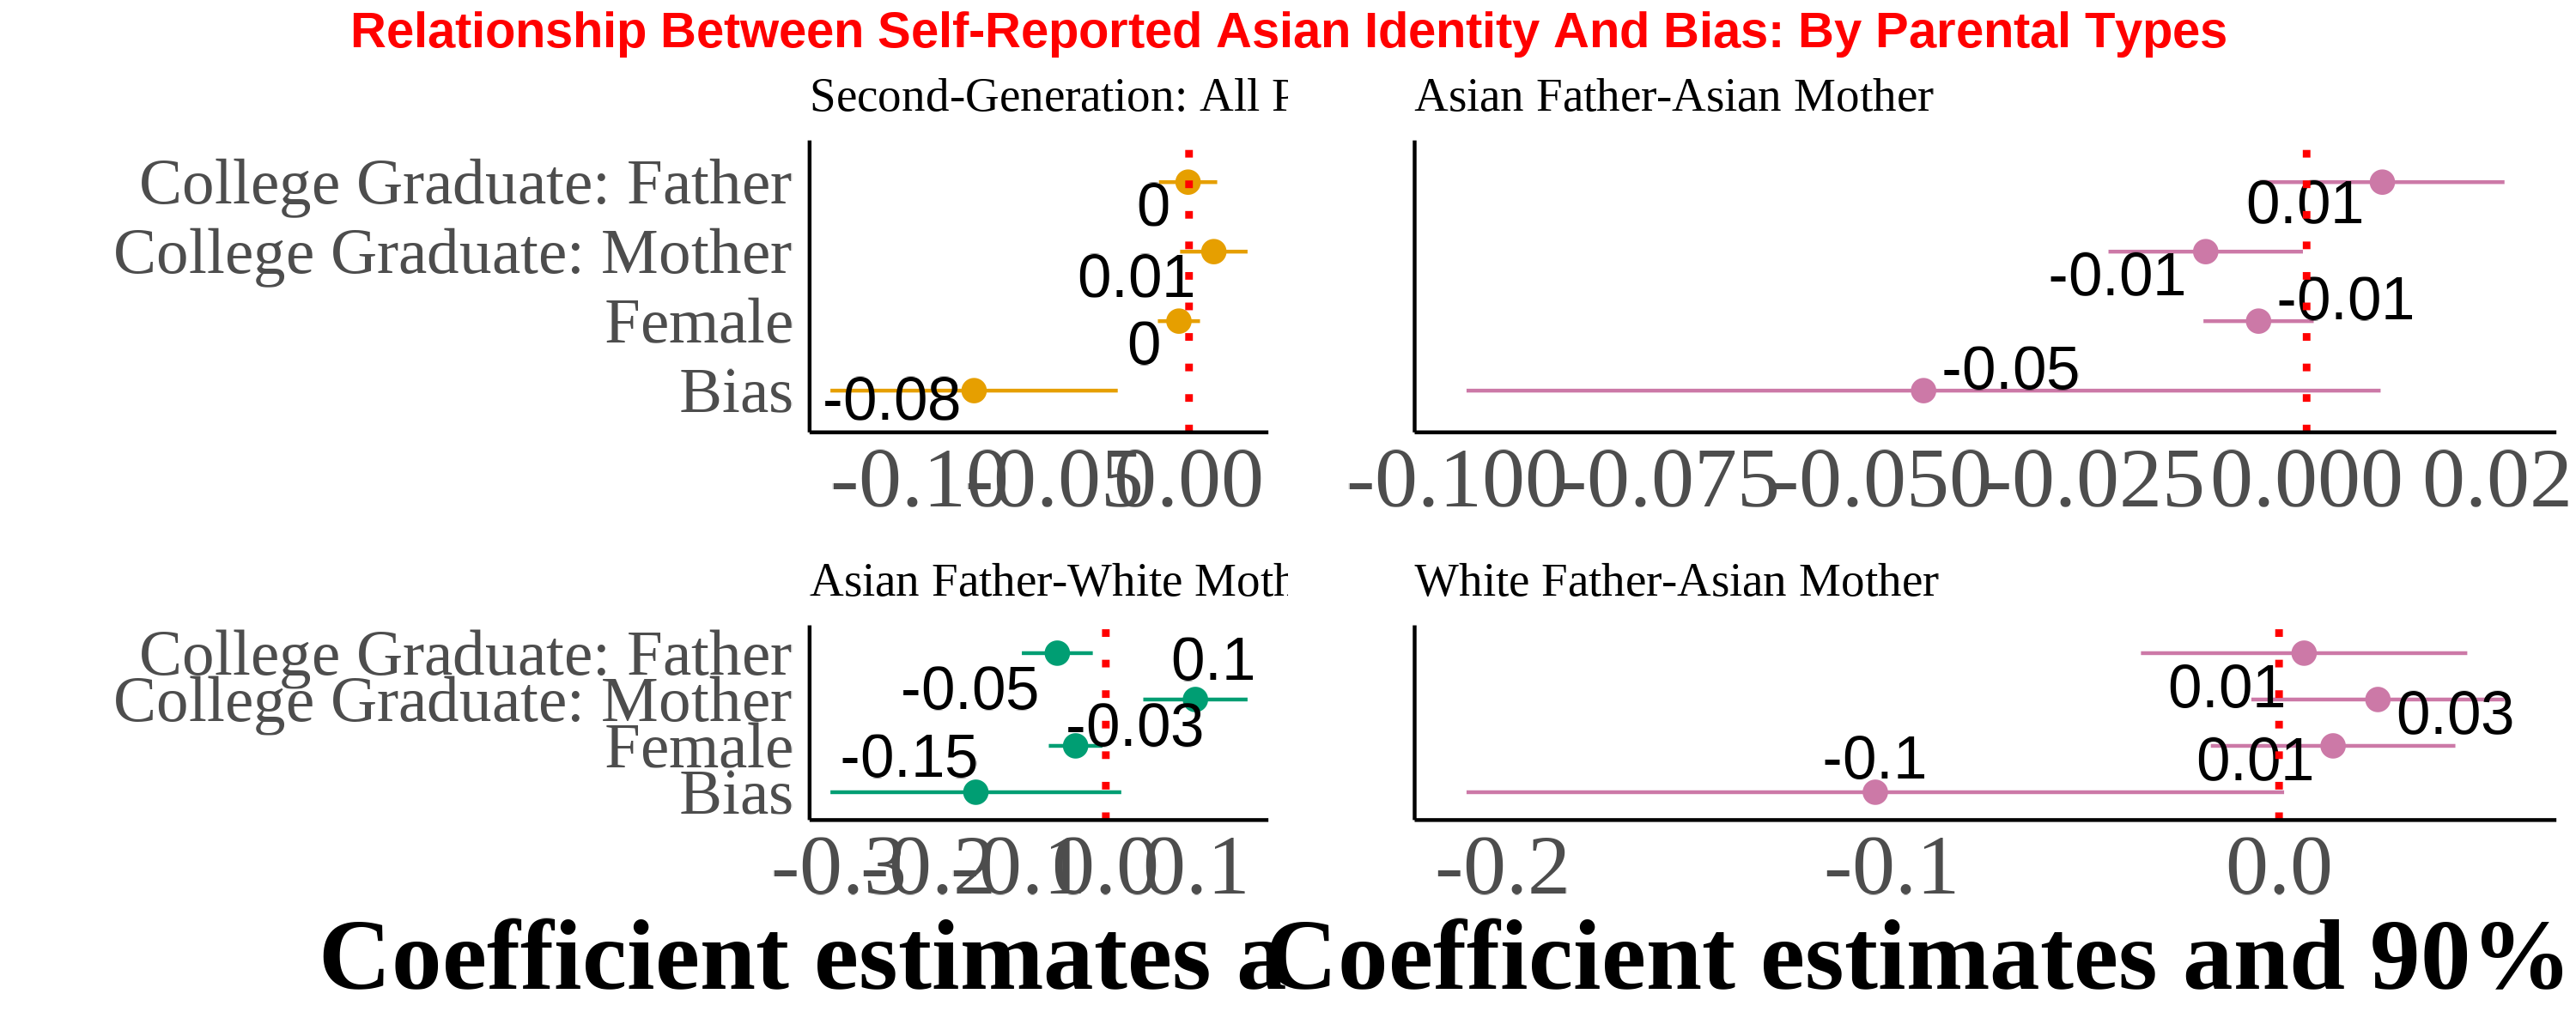 Relationship Between Self-Reported Asian Identity And Bias: By Parental Types
Second-Generation: All
College Graduate: Father
College Graduate: Mother
Female
Bias
0
0.01
0
-0.08
-0.10
-0.05
0.00
Asian Father-Asian Mother
0.01
-0.01
-0.01
-0.05
-0.100
-0.075
-0.050
-0.025
0.000
0.02
Asian Father-White Moth
College Graduate: Father
College Graduate: Mother
Female
Bias
-0.05
0.1
-0.03
-0.15
-0.3
-0.2
-0.1
0.0
0.1
Coefficient estimates a
White Father-Asian Mother
0.01
0.03
0.01
-0.1
-0.2
-0.1
0.0
Coefficient estimates and 90%